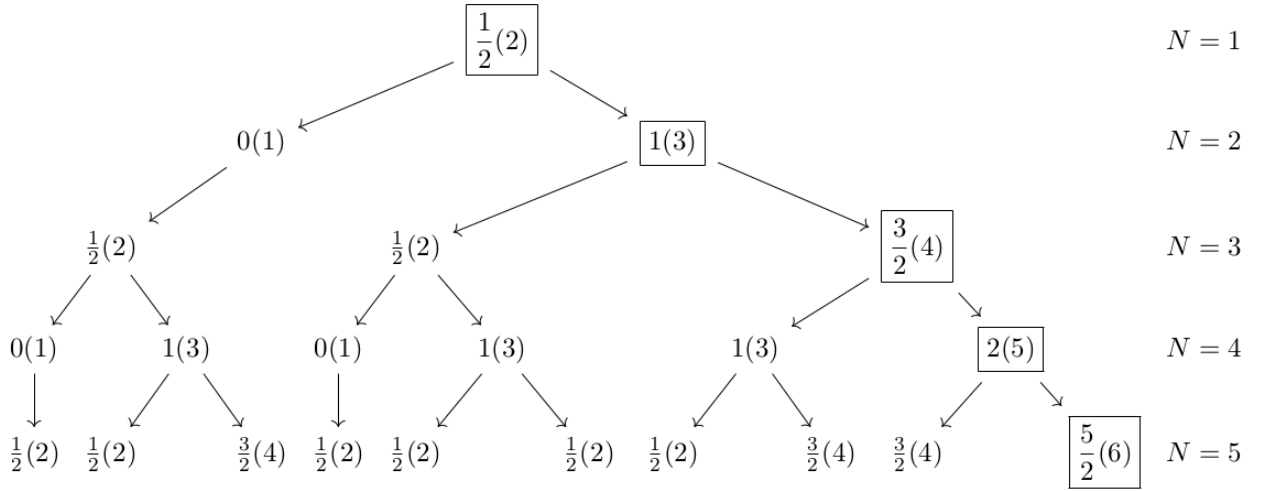 1/2(2) N = 1
0(1) 1(3) N = 2
1/2(2) 1/2(2) 3/2(4) N = 3
0(1) 1(3) 0(1) 1(3) 1(3) 2(5) N = 4
1/2(2) 1/2(2) 3/2(4) 1/2(2) 1/2(2) 1/2(2) 1/2(2) 3/2(4) 3/2(4) 5/2(6) N = 5